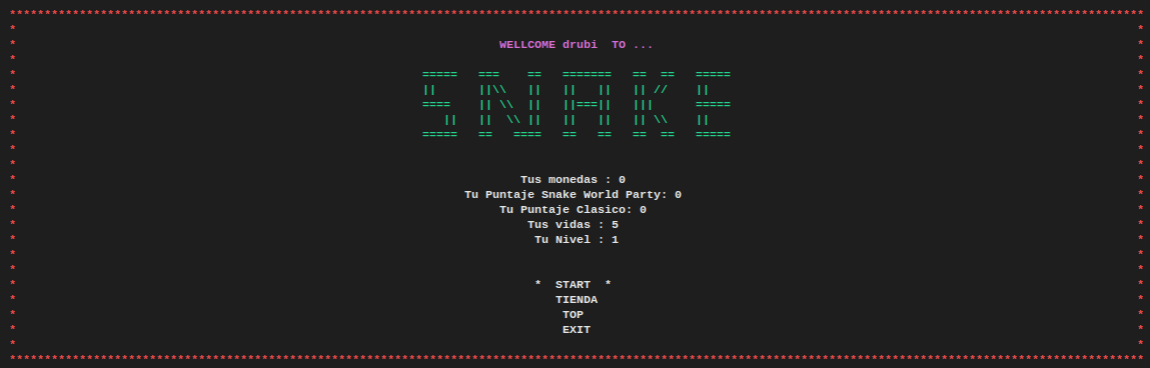 WELLCOME drubi TO ...
SNAKE
Tus monedas : 0
Tu Puntaje Snake World Party: 0
Tu Puntaje Clasico: 0
Tus vidas : 5
Tu Nivel : 1
* START *
TIENDA
TOP
EXIT